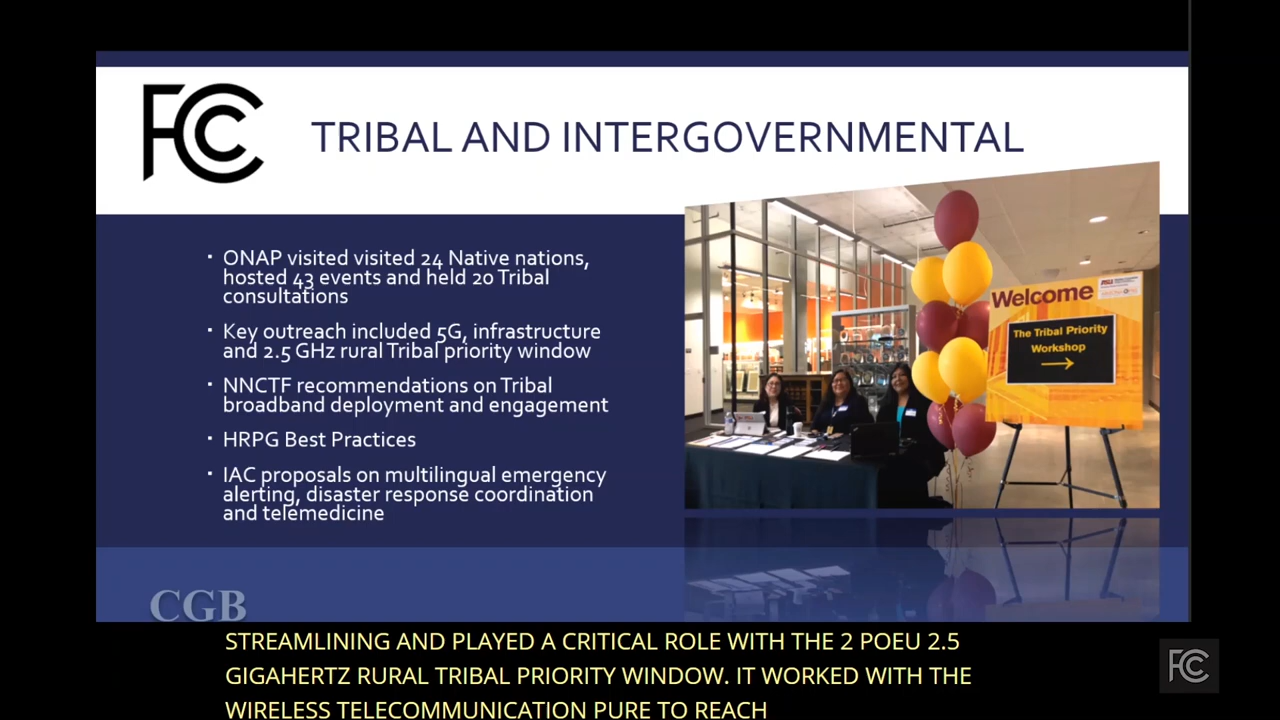 FCC
TRIBAL AND INTERGOVERNMENTAL
▪ ONAP visited visited 24 Native nations,
hosted 43 events and held 20 Tribal
consultations
▪ Key outreach included 5G, infrastructure
and 2.5 GHz rural Tribal priority window
▪ NNCTF recommendations on Tribal
broadband deployment and engagement
▪ HRPG Best Practices
▪ IAC proposals on multilingual emergency
alerting, disaster response coordination
and telemedicine
Welcome
The Tribal Priority
Workshop
CGB
STREAMLINING AND PLAYED A CRITICAL ROLE WITH THE 2 POEU 2.5
GIGAHERTZ RURAL TRIBAL PRIORITY WINDOW. IT WORKED WITH THE
WIRELESS TELECOMMUNICATION PURE TO REACH
FCC